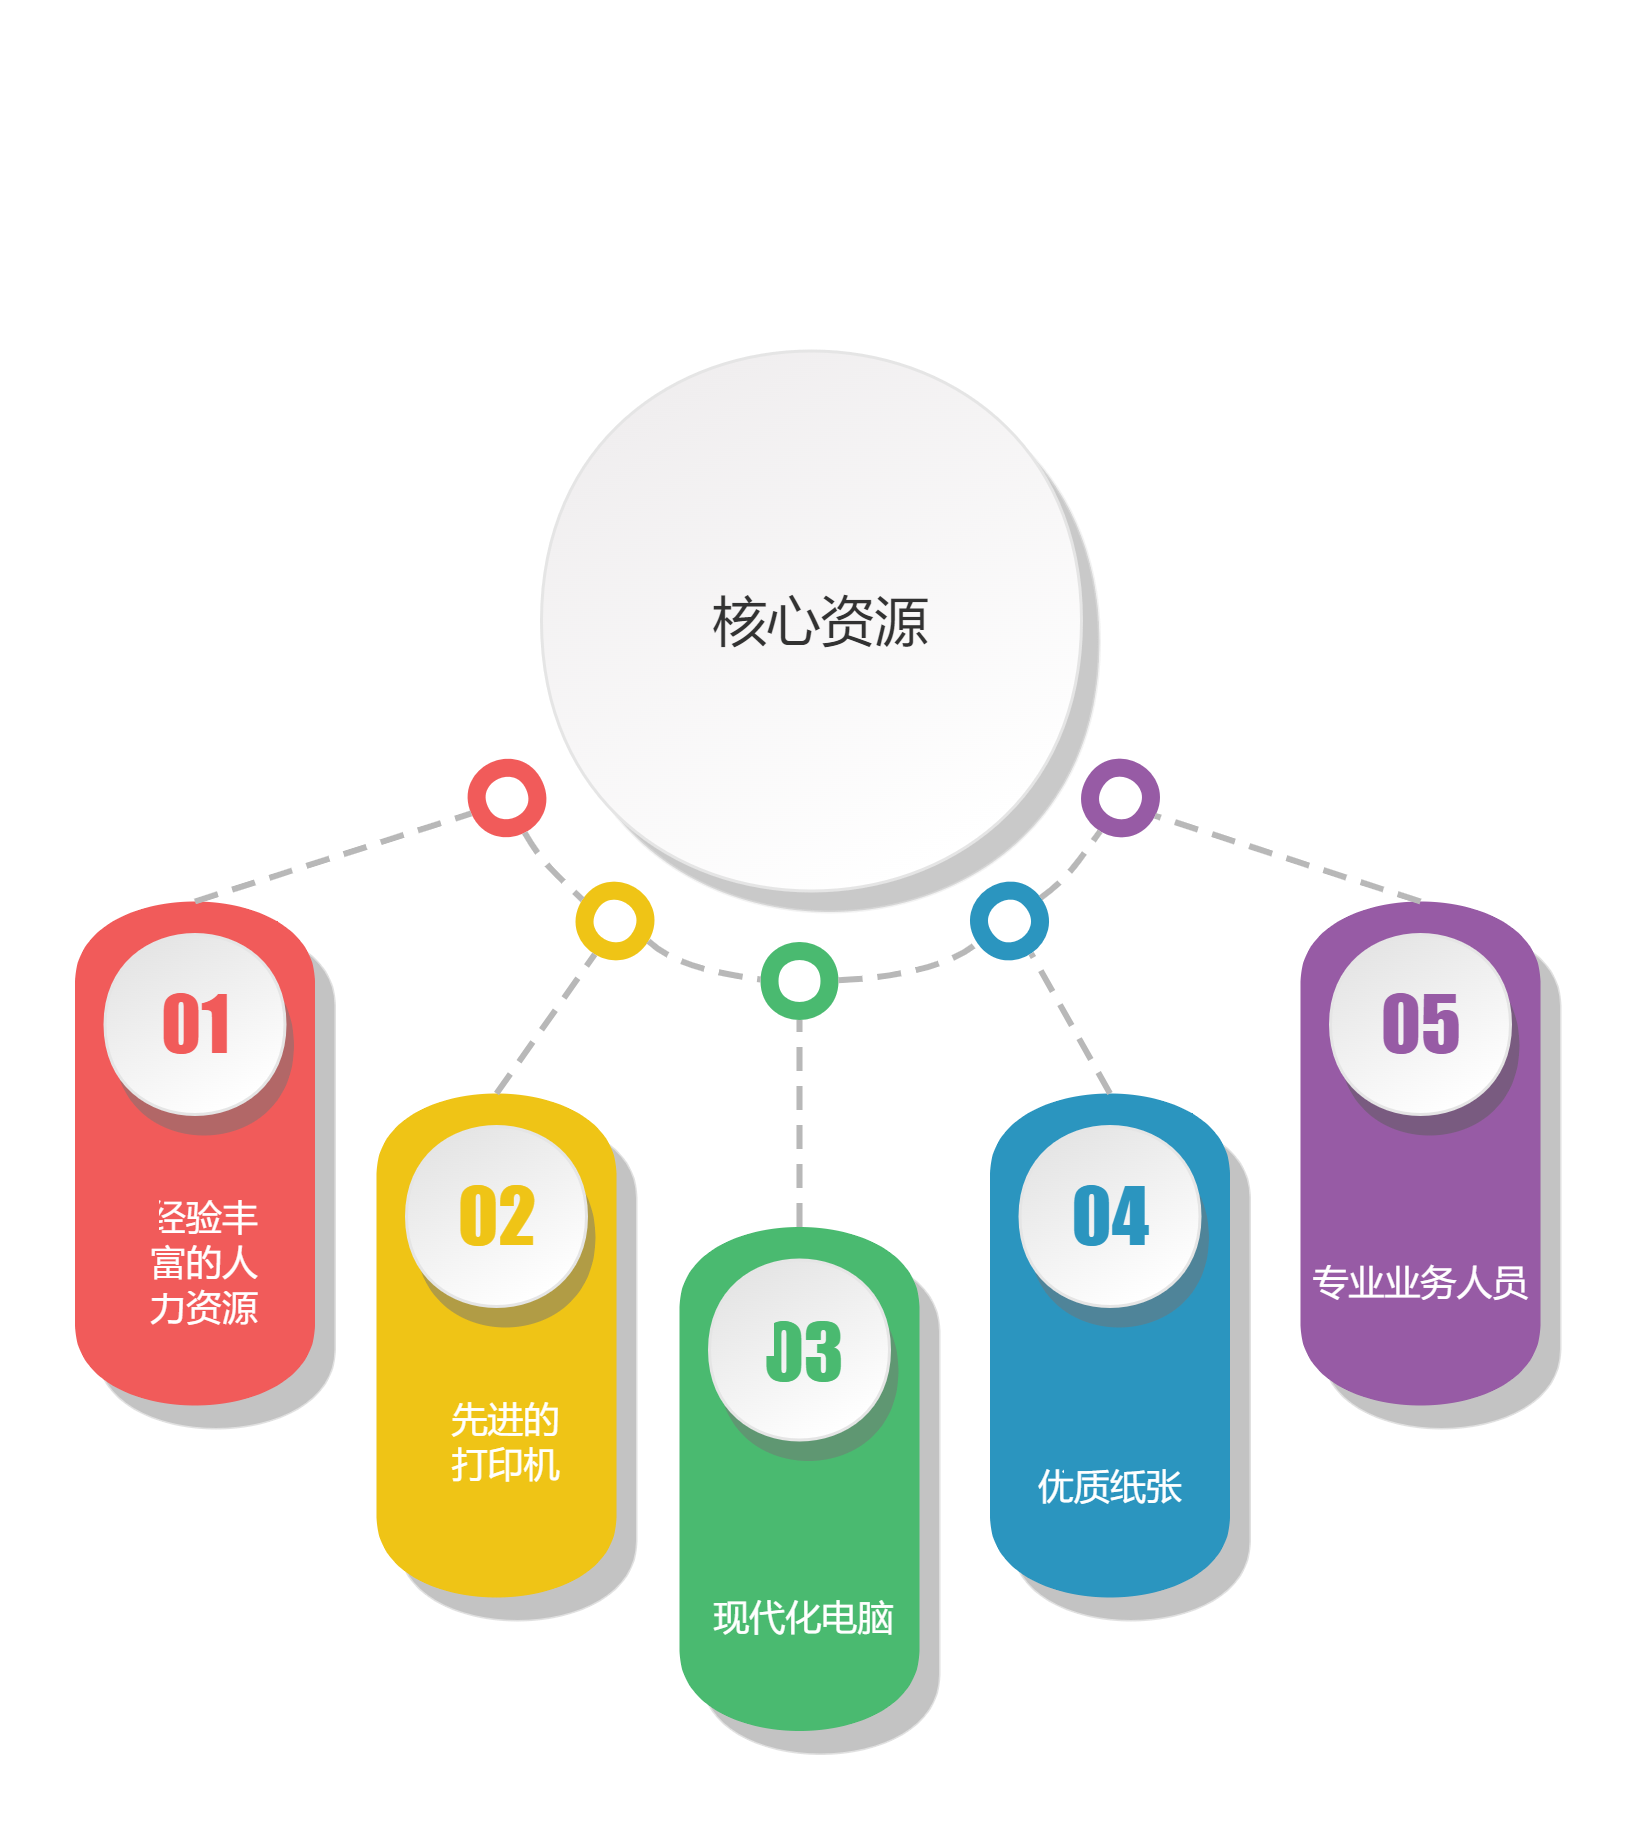 核心资源
01
经验丰
富的人
力资源
02
先进的
打印机
03
现代化电脑
04
优质纸张
05
专业业务人员